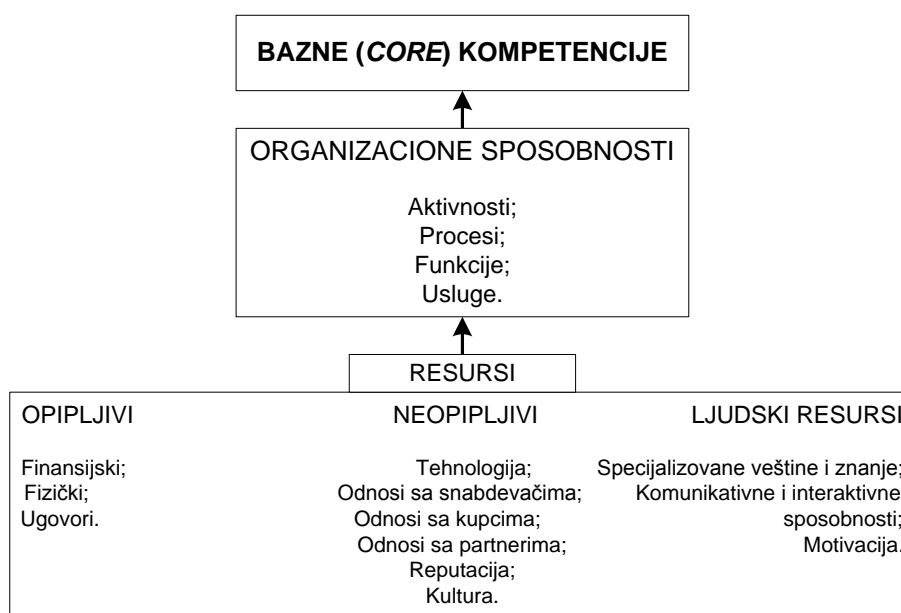 BAZNE (CORE) KOMPETENCIJE
ORGANIZACIONE SPOSOBNOSTI
Aktivnosti;
Procesi;
Funkcije;
Usluge.
RESURSI
OPIPLJIVI
Finansijski;
Fizički;
Ugovori.
NEOPIPLJIVI
Tehnologija;
Odnosi sa snabdevačima;
Odnosi sa kupcima;
Odnosi sa partnerima;
Reputacija;
Kultura.
LJUDSKI RESURSI
Specijalizovane veštine i znanje;
Komunikativne i interaktivne
sposobnosti;
Motivacija.